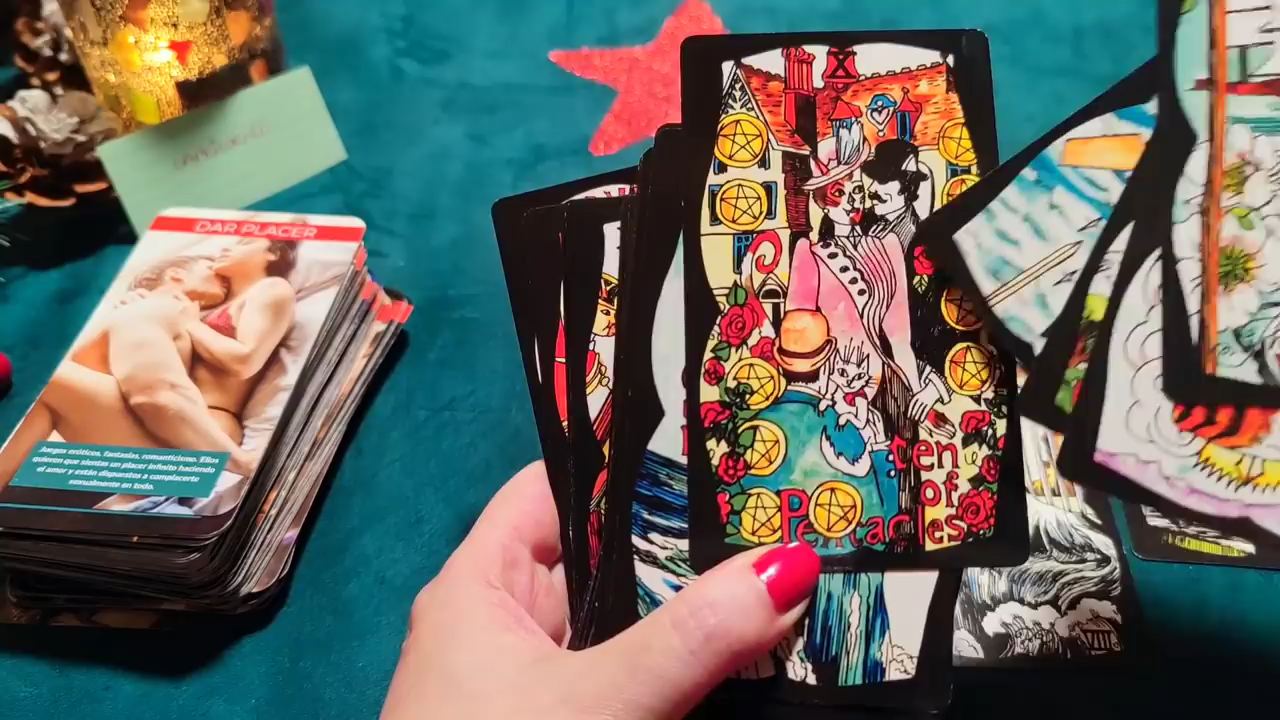 DAR PLACER
Juegos eróticos, fantasías, romanticismo. Ellos
quieren que sientas un placer infinito haciendo
el amor y están dispuestos a complacerte
sexualmente en todo.
ten
of
Pentacles
VIII